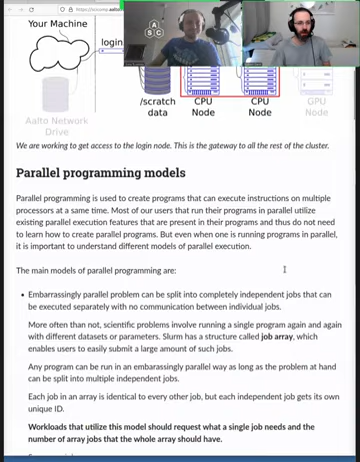 https://scicomp.aalto
Your Machine
login
A
S C
/scratch
data
CPU
Node
CPU
Node
GPU
Node
Aalto Network
Drive
We are working to get access to the login node. This is the gateway to all the rest of the cluster.
Parallel programming models
Parallel programming is used to create programs that can execute instructions on multiple
processors at a same time. Most of our users that run their programs in parallel utilize
existing parallel execution features that are present in their programs and thus do not need
to learn how to create parallel programs. But even when one is running programs in parallel,
it is important to understand different models of parallel execution.
The main models of parallel programming are:
• Embarrassingly parallel problem can be split into completely independent jobs that can
be executed separately with no communication between individual jobs.
More often than not, scientific problems involve running a single program again and again
with different datasets or parameters. Slurm has a structure called job array, which
enables users to easily submit a large amount of such jobs.
Any program can be run in an embarrassingly parallel way as long as the problem at hand
can be split into multiple independent jobs.
Each job in an array is identical to every other job, but each independent job gets its own
unique ID.
Workloads that utilize this model should request what a single job needs and the
number of array jobs that the whole array should have.